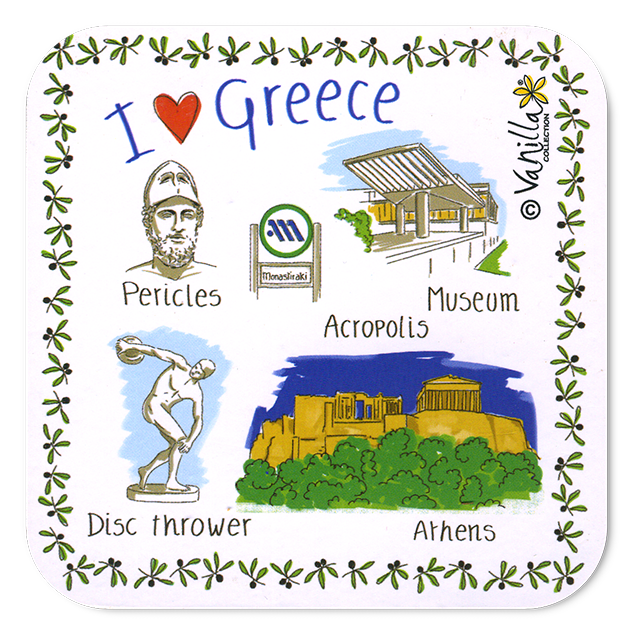 I ♥ Greece
© Vanilla
COLLECTION
Pericles
Monastiraki
Museum
Acropolis
Disc thrower
Athens